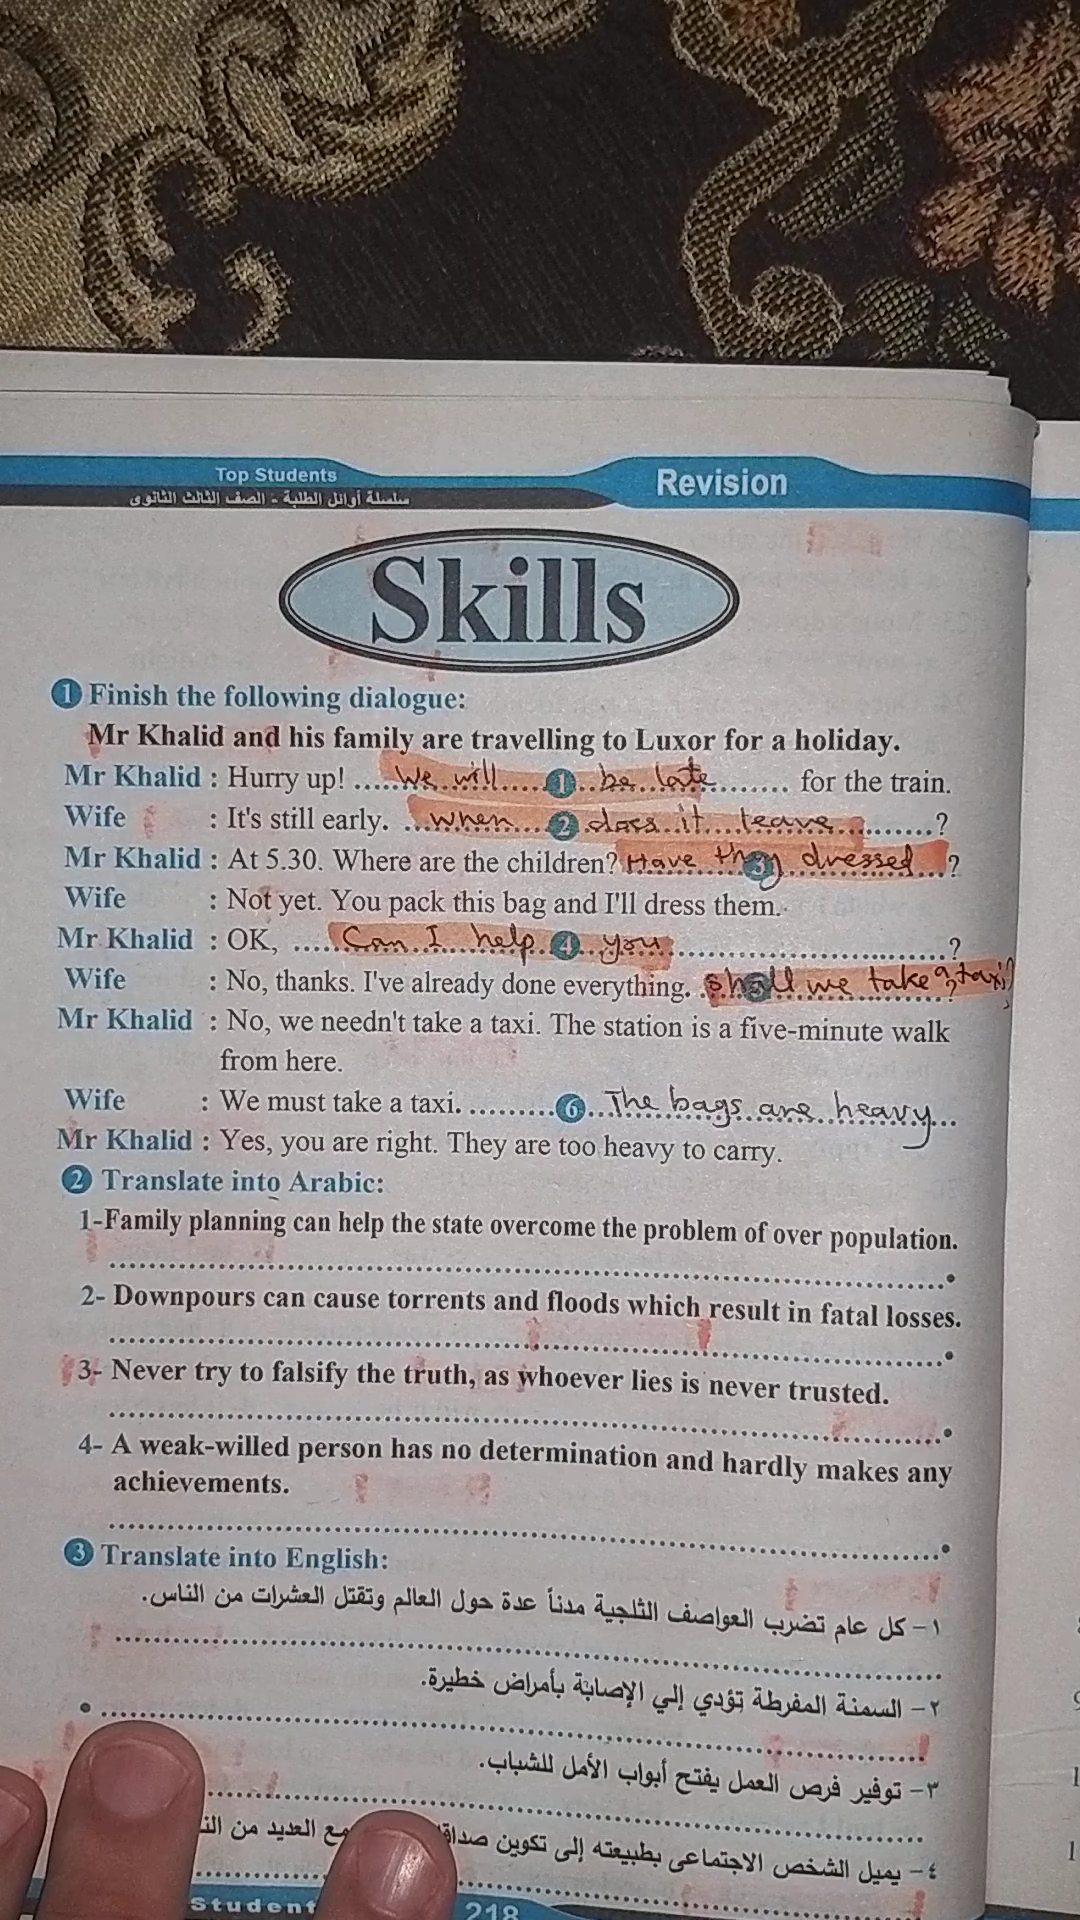 Top Students
Revision
سلسلة أوائل الطلبة - الصف الثالث الثانوى
Skills
1 Finish the following dialogue:
Mr Khalid and his family are travelling to Luxor for a holiday.
Mr Khalid : Hurry up! .....We will.....1..be late........ for the train.
Wife : It's still early. ...when....2.does it leave.........?
Mr Khalid : At 5.30. Where are the children? Have they 3 dressed...?
Wife : Not yet. You pack this bag and I'll dress them.
Mr Khalid : OK, .....Can I help..4..you..............................?
Wife : No, thanks. I've already done everything. ..shall 5 we take a taxi?
Mr Khalid : No, we needn't take a taxi. The station is a five-minute walk
from here.
Wife : We must take a taxi. .........6...The bags are heavy...
Mr Khalid : Yes, you are right. They are too heavy to carry.
2 Translate into Arabic:
1-Family planning can help the state overcome the problem of over population.
2- Downpours can cause torrents and floods which result in fatal losses.
3- Never try to falsify the truth, as whoever lies is never trusted.
4- A weak-willed person has no determination and hardly makes any
achievements.
3 Translate into English:
١- كل عام تضرب العواصف الثلجية مدناً عدة حول العالم وتقتل العشرات من الناس.
٢- السمنة المفرطة تؤدي إلي الإصابة بأمراض خطيرة.
٣- توفير فرص العمل يفتح أبواب الأمل للشباب.
٤- يميل الشخص الاجتماعى بطبيعته إلى تكوين العديد من
Student
218